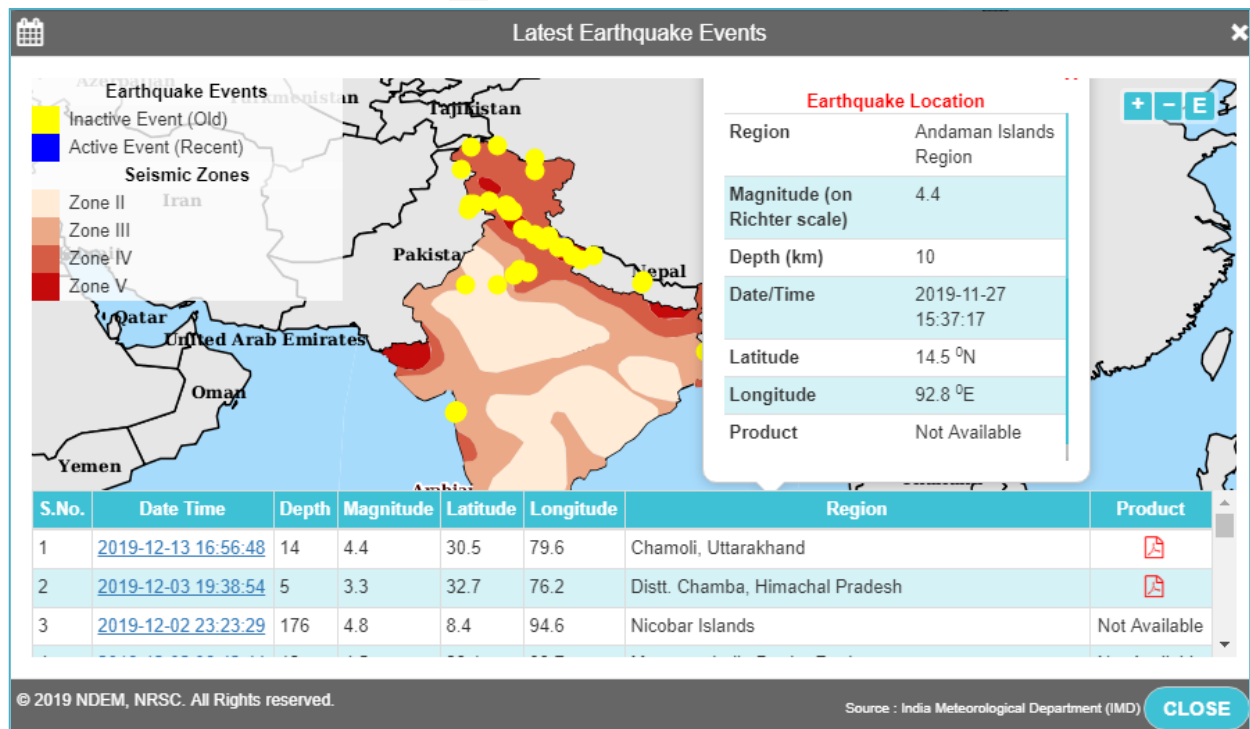 Latest Earthquake Events
Earthquake Events
Inactive Event (Old)
Active Event (Recent)
Seismic Zones
Zone II
Zone III
Zone IV
Zone V
Azerbaijan
Turkmenistan
Tajikistan
Iran
Pakista
Nepal
Qatar
United Arab Emirates
Oman
Yemen
Earthquake Location
Region Andaman Islands
Region
Magnitude (on
Richter scale) 4.4
Depth (km) 10
Date/Time 2019-11-27
15:37:17
Latitude 14.5 ⁰N
Longitude 92.8 ⁰E
Product Not Available
+ − E
S.No. Date Time Depth Magnitude Latitude Longitude Region Product
1 2019-12-13 16:56:48 14 4.4 30.5 79.6 Chamoli, Uttarakhand
2 2019-12-03 19:38:54 5 3.3 32.7 76.2 Distt. Chamba, Himachal Pradesh
3 2019-12-02 23:23:29 176 4.8 8.4 94.6 Nicobar Islands Not Available
© 2019 NDEM, NRSC. All Rights reserved.
Source : India Meteorological Department (IMD)
CLOSE